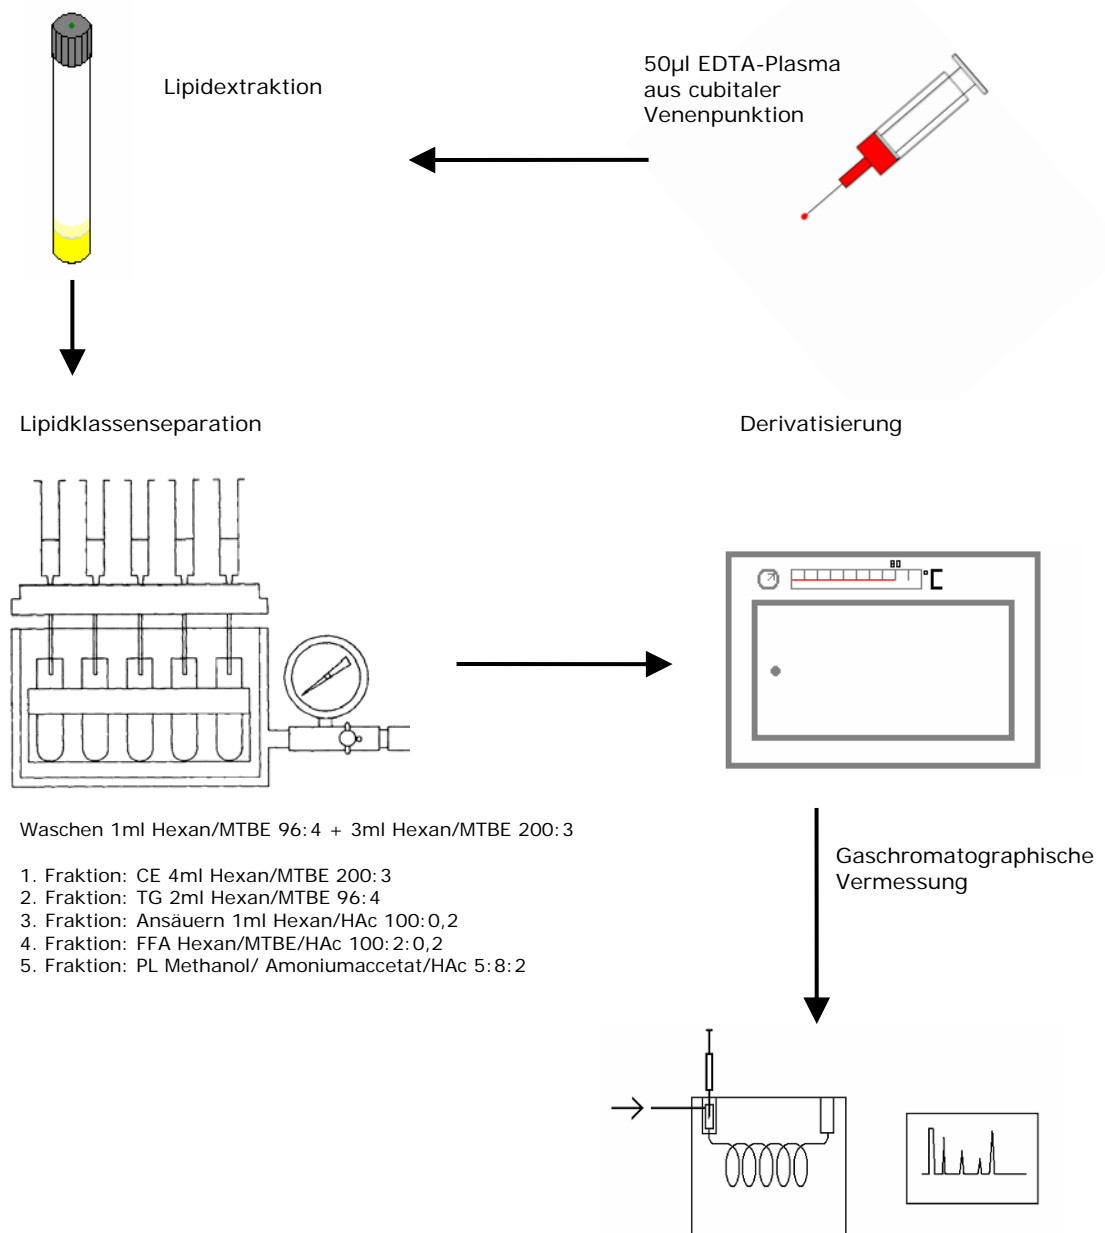 50µl EDTA-Plasma
aus cubitaler
Venenpunktion
Lipidextraktion
Lipidklassenseparation
Derivatisierung
80
°C
Waschen 1ml Hexan/MTBE 96:4 + 3ml Hexan/MTBE 200:3
1. Fraktion: CE 4ml Hexan/MTBE 200:3
2. Fraktion: TG 2ml Hexan/MTBE 96:4
3. Fraktion: Ansäuern 1ml Hexan/HAc 100:0,2
4. Fraktion: FFA Hexan/MTBE/HAc 100:2:0,2
5. Fraktion: PL Methanol/ Amoniumaccetat/HAc 5:8:2
Gaschromatographische
Vermessung